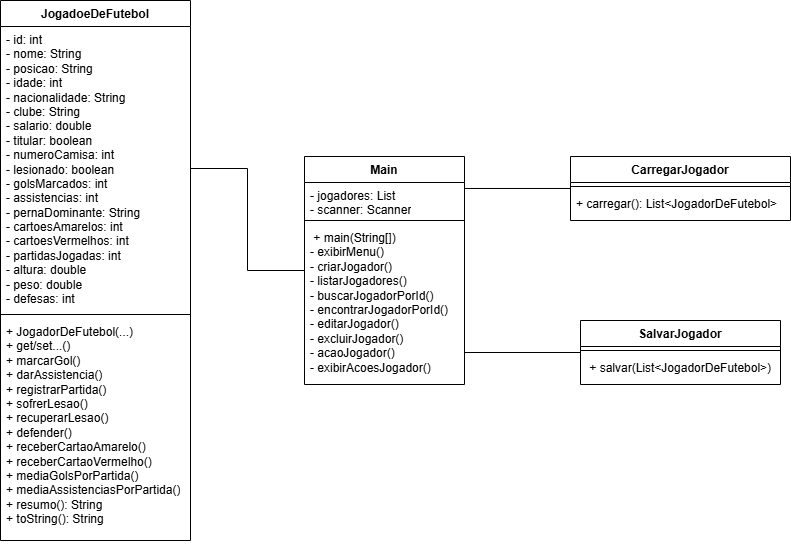 JogadoeDeFutebol
- id: int
- nome: String
- posicao: String
- idade: int
- nacionalidade: String
- clube: String
- salario: double
- titular: boolean
- numeroCamisa: int
- lesionado: boolean
- golsMarcados: int
- assistencias: int
- pernaDominante: String
- cartoesAmarelos: int
- cartoesVermelhos: int
- partidasJogadas: int
- altura: double
- peso: double
- defesas: int
+ JogadorDeFutebol(...)
+ get/set...()
+ marcarGol()
+ darAssistencia()
+ registrarPartida()
+ sofrerLesao()
+ recuperarLesao()
+ defender()
+ receberCartaoAmarelo()
+ receberCartaoVermelho()
+ mediaGolsPorPartida()
+ mediaAssistenciasPorPartida()
+ resumo(): String
+ toString(): String
Main
- jogadores: List
- scanner: Scanner
+ main(String[])
- exibirMenu()
- criarJogador()
- listarJogadores()
- buscarJogadorPorId()
- encontrarJogadorPorId()
- editarJogador()
- excluirJogador()
- acaoJogador()
- exibirAcoesJogador()
CarregarJogador
+ carregar(): List<JogadorDeFutebol>
SalvarJogador
+ salvar(List<JogadorDeFutebol>)